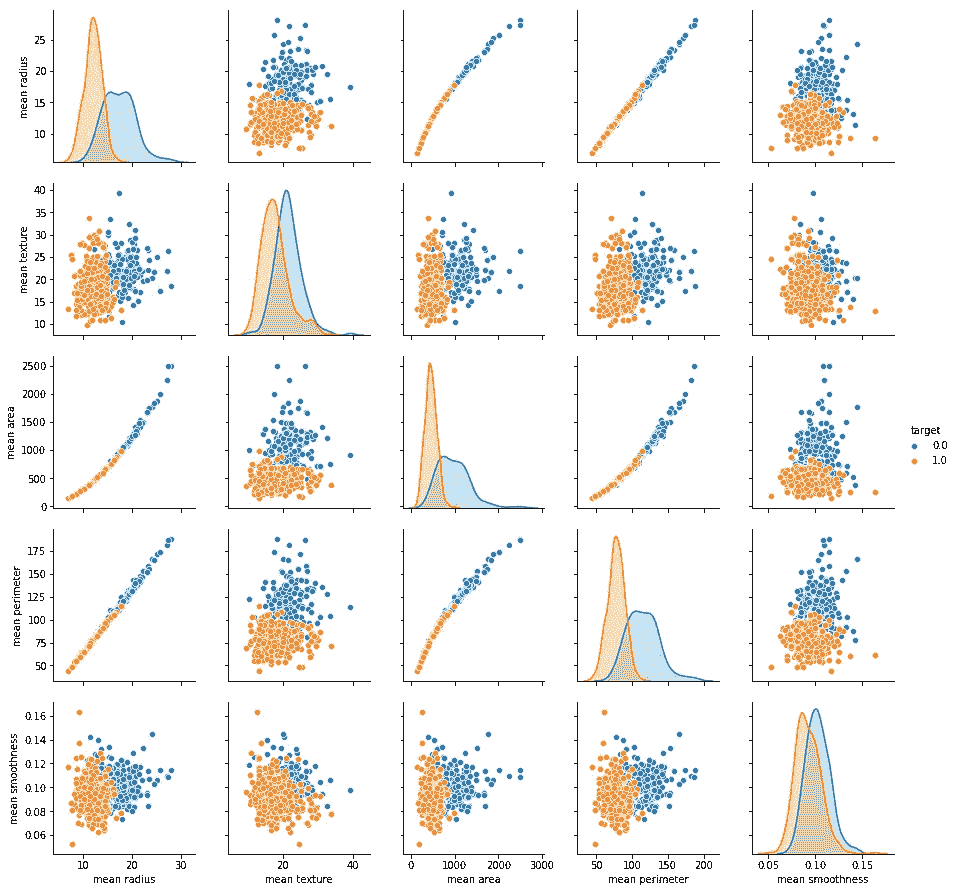 mean radius
25
20
15
10
mean texture
40
35
30
25
20
15
10
mean area
2500
2000
1500
1000
500
0
target
0.0
1.0
mean perimeter
175
150
125
100
75
50
mean smoothness
0.16
0.14
0.12
0.10
0.08
0.06
10 20 30
20 40
0 1000 2000 3000
50 100 150 200
0.05 0.10 0.15
mean radius
mean texture
mean area
mean perimeter
mean smoothness